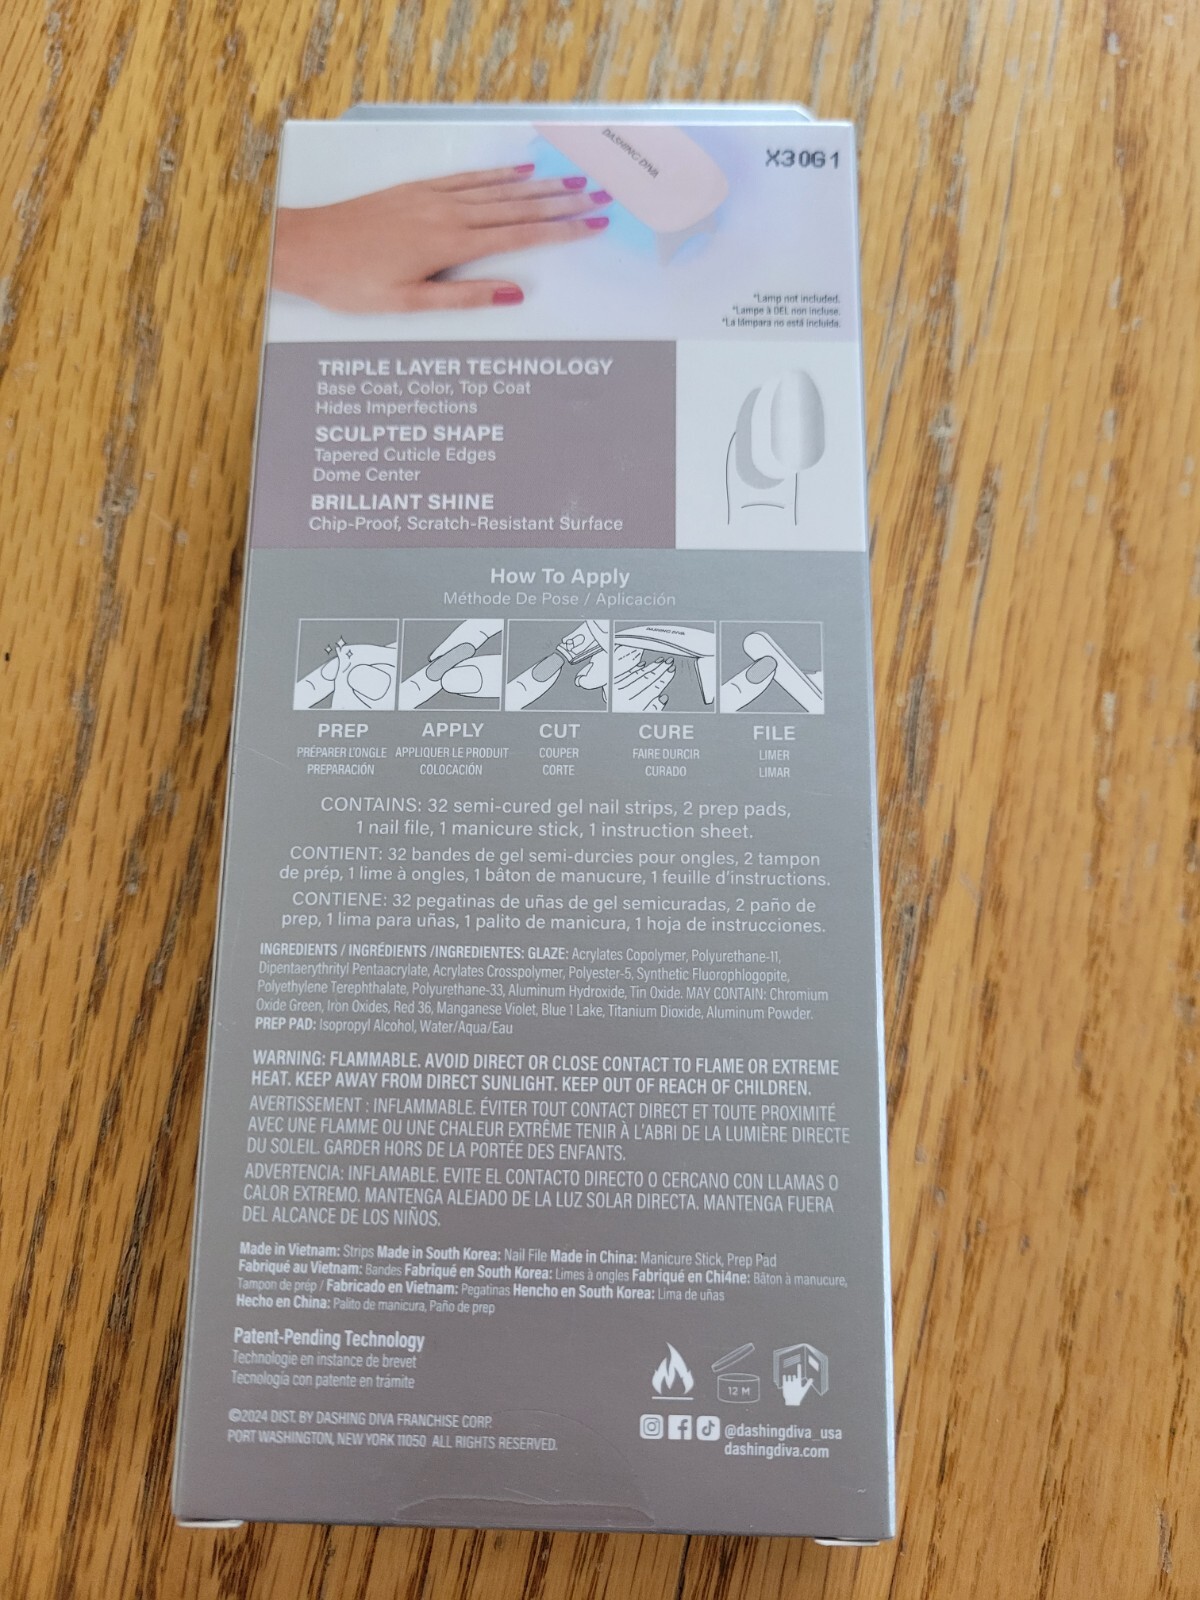 DASHING DIVA
X30G1
*Lamp not included.
*Lampe à GEL non incluse.
*La lámpara no está incluida.
TRIPLE LAYER TECHNOLOGY
Base Coat, Color, Top Coat
Hides Imperfections
SCULPTED SHAPE
Tapered Cuticle Edges
Dome Center
BRILLIANT SHINE
Chip-Proof, Scratch-Resistant Surface
How To Apply
Méthode De Pose / Aplicación
DASHING DIVA
PREP APPLY CUT CURE FILE
PRÉPARER L'ONGLE APPLIQUER LE PRODUIT COUPER FAIRE DURCIR LIMER
PREPARACIÓN COLOCACIÓN CORTE CURADO LIMAR
CONTAINS: 32 semi-cured gel nail strips, 2 prep pads,
1 nail file, 1 manicure stick, 1 instruction sheet.
CONTIENT: 32 bandes de gel semi-durcies pour ongles, 2 tampon
de prép, 1 lime à ongles, 1 bâton de manucure, 1 feuille d'instructions.
CONTIENE: 32 pegatinas de uñas de gel semicuradas, 2 paño de
prep, 1 lima para uñas, 1 palito de manicura, 1 hoja de instrucciones.
INGREDIENTS / INGRÉDIENTS /INGREDIENTES: GLAZE: Acrylates Copolymer, Polyurethane-11,
Dipentaerythrityl Pentaacrylate, Acrylates Crosspolymer, Polyester-5, Synthetic Fluorophlogopite,
Polyethylene Terephthalate, Polyurethane-33, Aluminum Hydroxide, Tin Oxide. MAY CONTAIN: Chromium
Oxide Green, Iron Oxides, Red 36, Manganese Violet, Blue 1 Lake, Titanium Dioxide, Aluminum Powder.
PREP PAD: Isopropyl Alcohol, Water/Aqua/Eau
WARNING: FLAMMABLE. AVOID DIRECT OR CLOSE CONTACT TO FLAME OR EXTREME
HEAT. KEEP AWAY FROM DIRECT SUNLIGHT. KEEP OUT OF REACH OF CHILDREN.
AVERTISSEMENT : INFLAMMABLE. ÉVITER TOUT CONTACT DIRECT ET TOUTE PROXIMITÉ
AVEC UNE FLAMME OU UNE CHALEUR EXTRÊME TENIR À L'ABRI DE LA LUMIÈRE DIRECTE
DU SOLEIL. GARDER HORS DE LA PORTÉE DES ENFANTS.
ADVERTENCIA: INFLAMABLE. EVITE EL CONTACTO DIRECTO O CERCANO CON LLAMAS O
CALOR EXTREMO. MANTENGA ALEJADO DE LA LUZ SOLAR DIRECTA. MANTENGA FUERA
DEL ALCANCE DE LOS NIÑOS.
Made in Vietnam: Strips Made in South Korea: Nail File Made in China: Manicure Stick, Prep Pad
Fabriqué au Vietnam: Bandes Fabriqué en South Korea: Limes à ongles Fabriqué en Chi4ne: Bâton à manucure,
Tampon de prép / Fabricado en Vietnam: Pegatinas Hencho en South Korea: Lima de uñas
Hecho en China: Palito de manicura, Paño de prep
Patent-Pending Technology
Technologie en instance de brevet
Tecnología con patente en trámite
12 M
©2024 DIST. BY DASHING DIVA FRANCHISE CORP.
PORT WASHINGTON, NEW YORK 11050 ALL RIGHTS RESERVED.
@dashingdiva_usa
dashingdiva.com